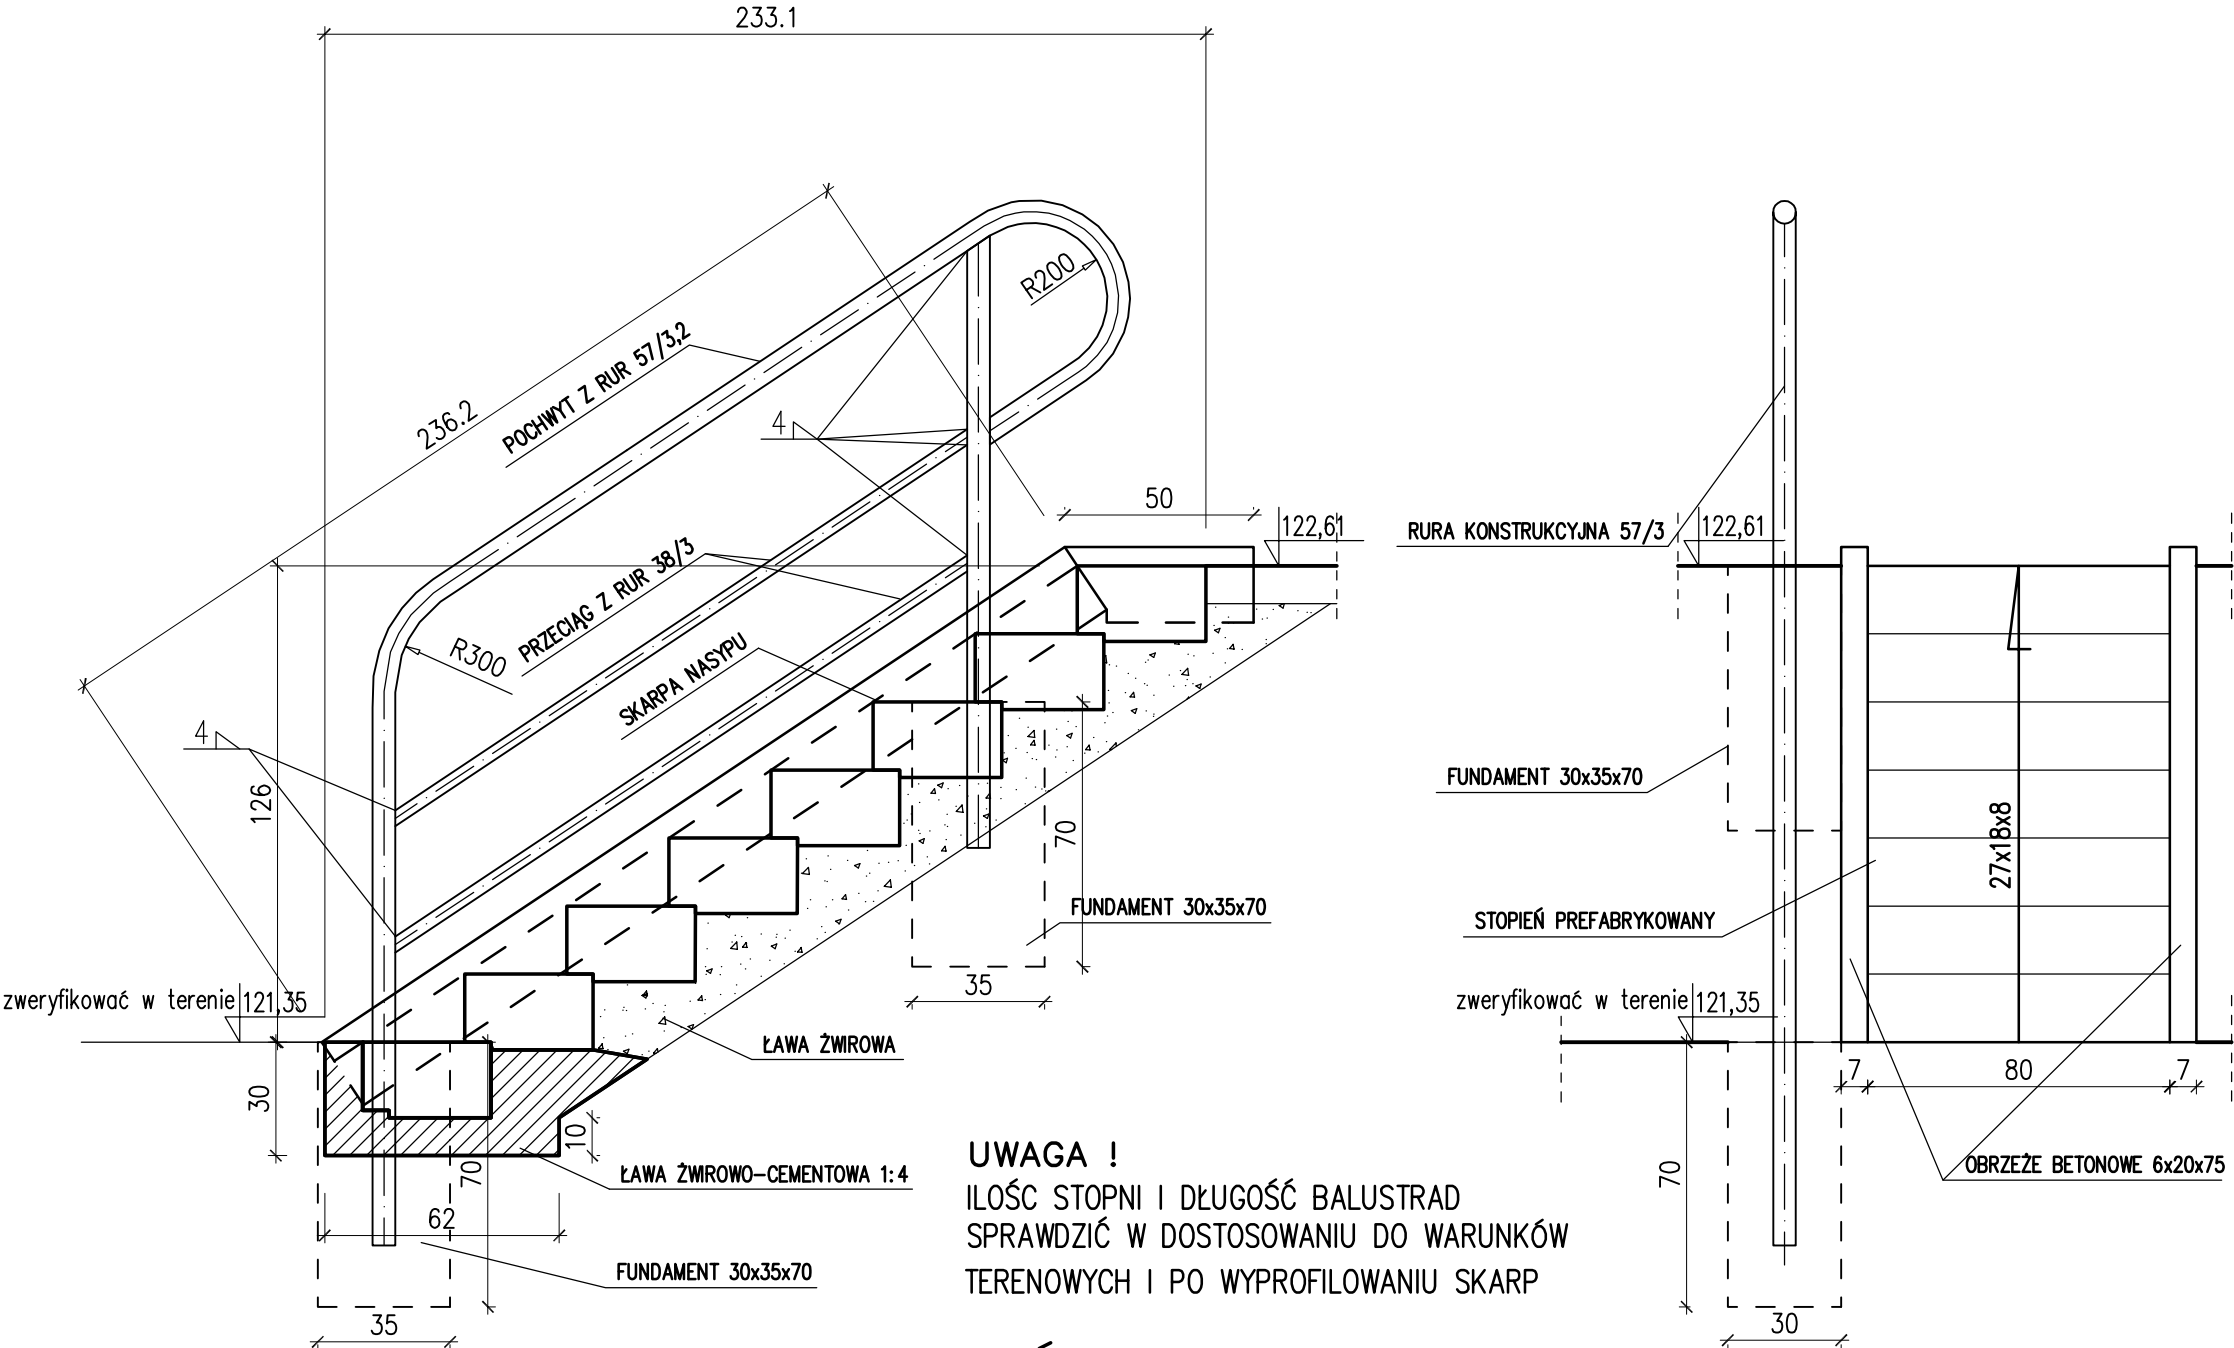 233.1
236.2
POCHWYT Z RUR 57/3,2
R200
4
50
122,61
PRZECIĄG Z RUR 38/3
R300
SKARPA NASYPU
4
126
70
FUNDAMENT 30x35x70
35
zweryfikować w terenie 121,35
ŁAWA ŻWIROWA
30
10
70
ŁAWA ŻWIROWO-CEMENTOWA 1:4
62
FUNDAMENT 30x35x70
35
UWAGA !
ILOŚC STOPNI I DŁUGOŚĆ BALUSTRAD
SPRAWDZIĆ W DOSTOSOWANIU DO WARUNKÓW
TERENOWYCH I PO WYPROFILOWANIU SKARP
RURA KONSTRUKCYJNA 57/3
122,61
FUNDAMENT 30x35x70
27x18x8
STOPIEŃ PREFABRYKOWANY
zweryfikować w terenie 121,35
7
80
7
70
OBRZEŻE BETONOWE 6x20x75
30